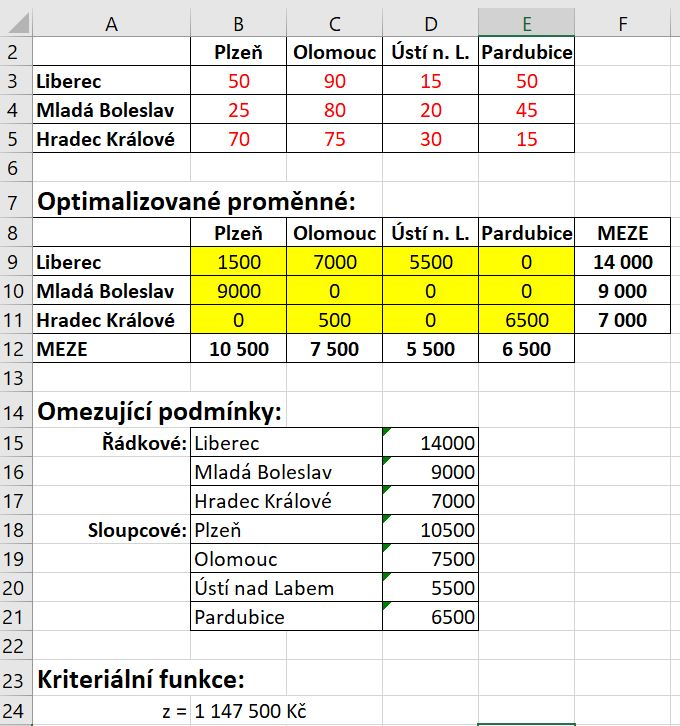 A B C D E F
2 Plzeň Olomouc Ústí n. L. Pardubice
3 Liberec 50 90 15 50
4 Mladá Boleslav 25 80 20 45
5 Hradec Králové 70 75 30 15
6
7 Optimalizované proměnné:
8 Plzeň Olomouc Ústí n. L. Pardubice MEZE
9 Liberec 1500 7000 5500 0 14 000
10 Mladá Boleslav 9000 0 0 0 9 000
11 Hradec Králové 0 500 0 6500 7 000
12 MEZE 10 500 7 500 5 500 6 500
13
14 Omezující podmínky:
15 Řádkové: Liberec 14000
16 Mladá Boleslav 9000
17 Hradec Králové 7000
18 Sloupcové: Plzeň 10500
19 Olomouc 7500
20 Ústí nad Labem 5500
21 Pardubice 6500
22
23 Kriteriální funkce:
24 z = 1 147 500 Kč